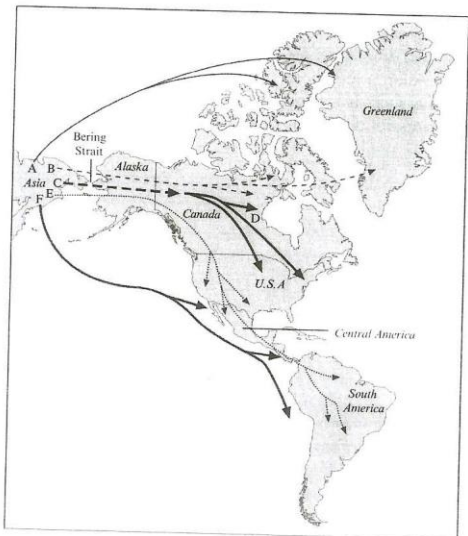 Greenland
Bering
Strait
Alaska
A B
Asia C
E
F
Canada
D
U.S.A
Central America
South
America